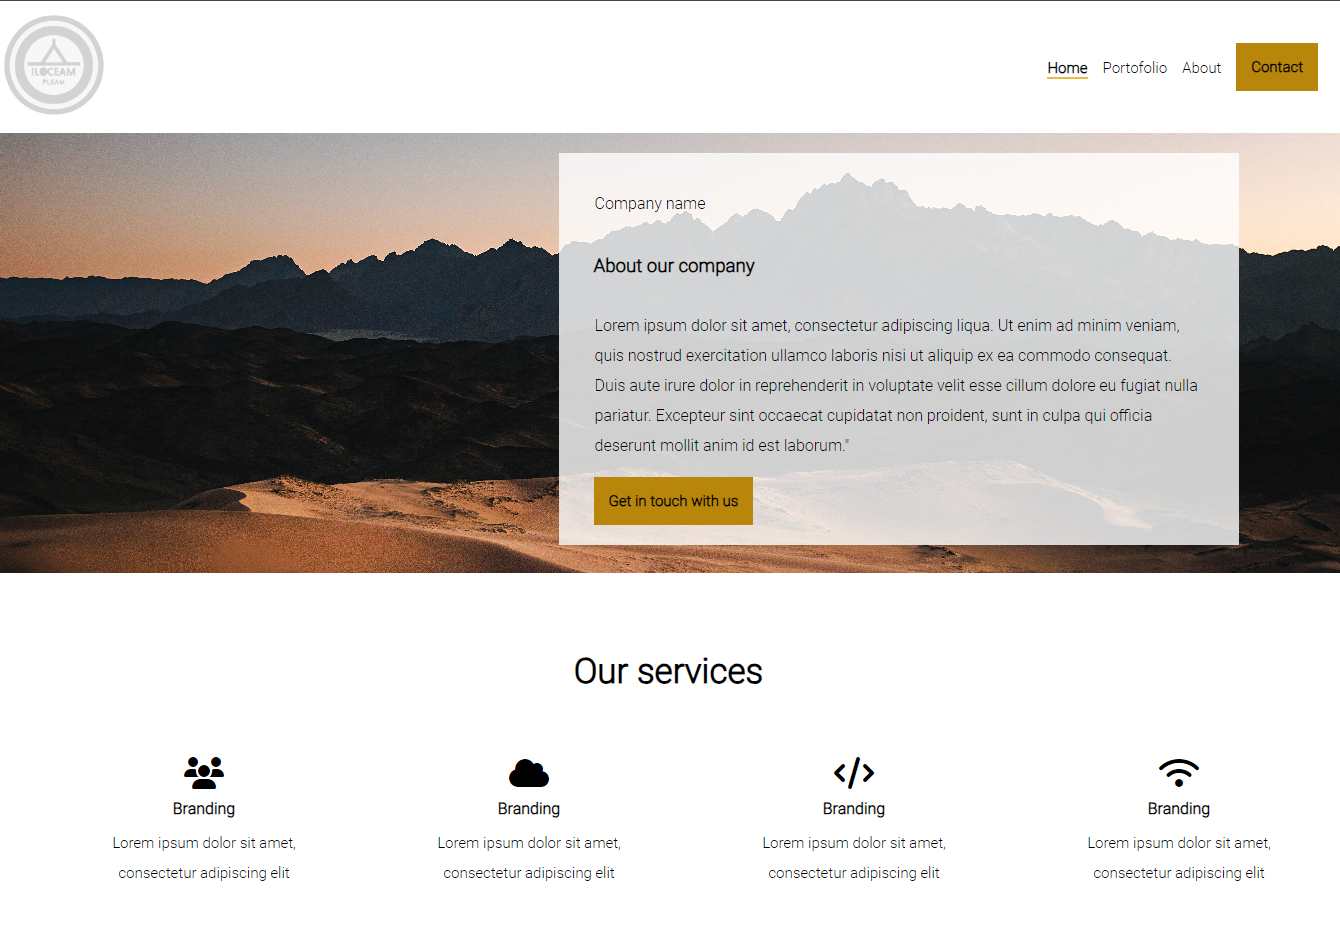 ILOCEAM
PLEAM
Home Portofolio About Contact
Company name
About our company
Lorem ipsum dolor sit amet, consectetur adipiscing liqua. Ut enim ad minim veniam,
quis nostrud exercitation ullamco laboris nisi ut aliquip ex ea commodo consequat.
Duis aute irure dolor in reprehenderit in voluptate velit esse cillum dolore eu fugiat nulla
pariatur. Excepteur sint occaecat cupidatat non proident, sunt in culpa qui officia
deserunt mollit anim id est laborum."
Get in touch with us
Our services
Branding
Lorem ipsum dolor sit amet,
consectetur adipiscing elit
Branding
Lorem ipsum dolor sit amet,
consectetur adipiscing elit
Branding
Lorem ipsum dolor sit amet,
consectetur adipiscing elit
Branding
Lorem ipsum dolor sit amet,
consectetur adipiscing elit